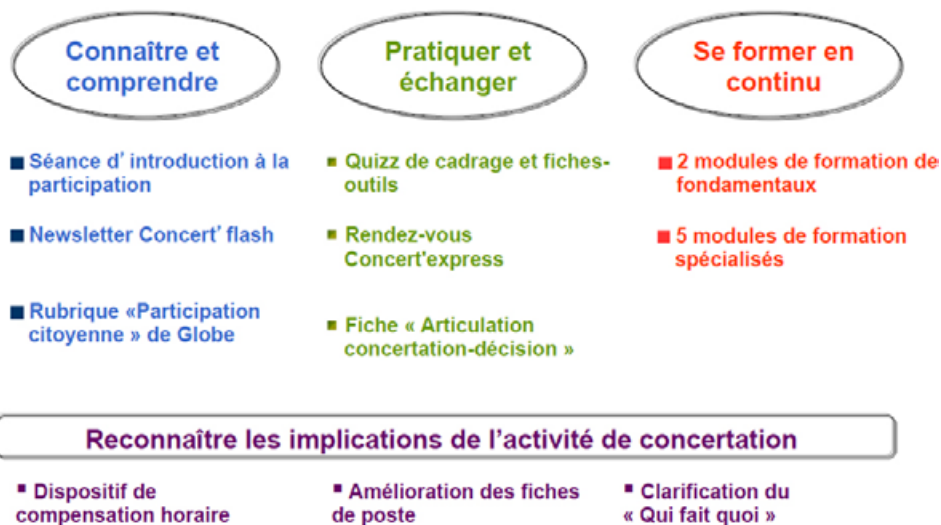 Connaître et
comprendre
Pratiquer et
échanger
Se former en
continu
Séance d' introduction à la
participation
Newsletter Concert' flash
Rubrique «Participation
citoyenne » de Globe
Quizz de cadrage et fiches-
outils
Rendez-vous
Concert'express
Fiche « Articulation
concertation-décision »
2 modules de formation de
fondamentaux
5 modules de formation
spécialisés
Reconnaître les implications de l'activité de concertation
Dispositif de
compensation horaire
Amélioration des fiches
de poste
Clarification du
« Qui fait quoi »